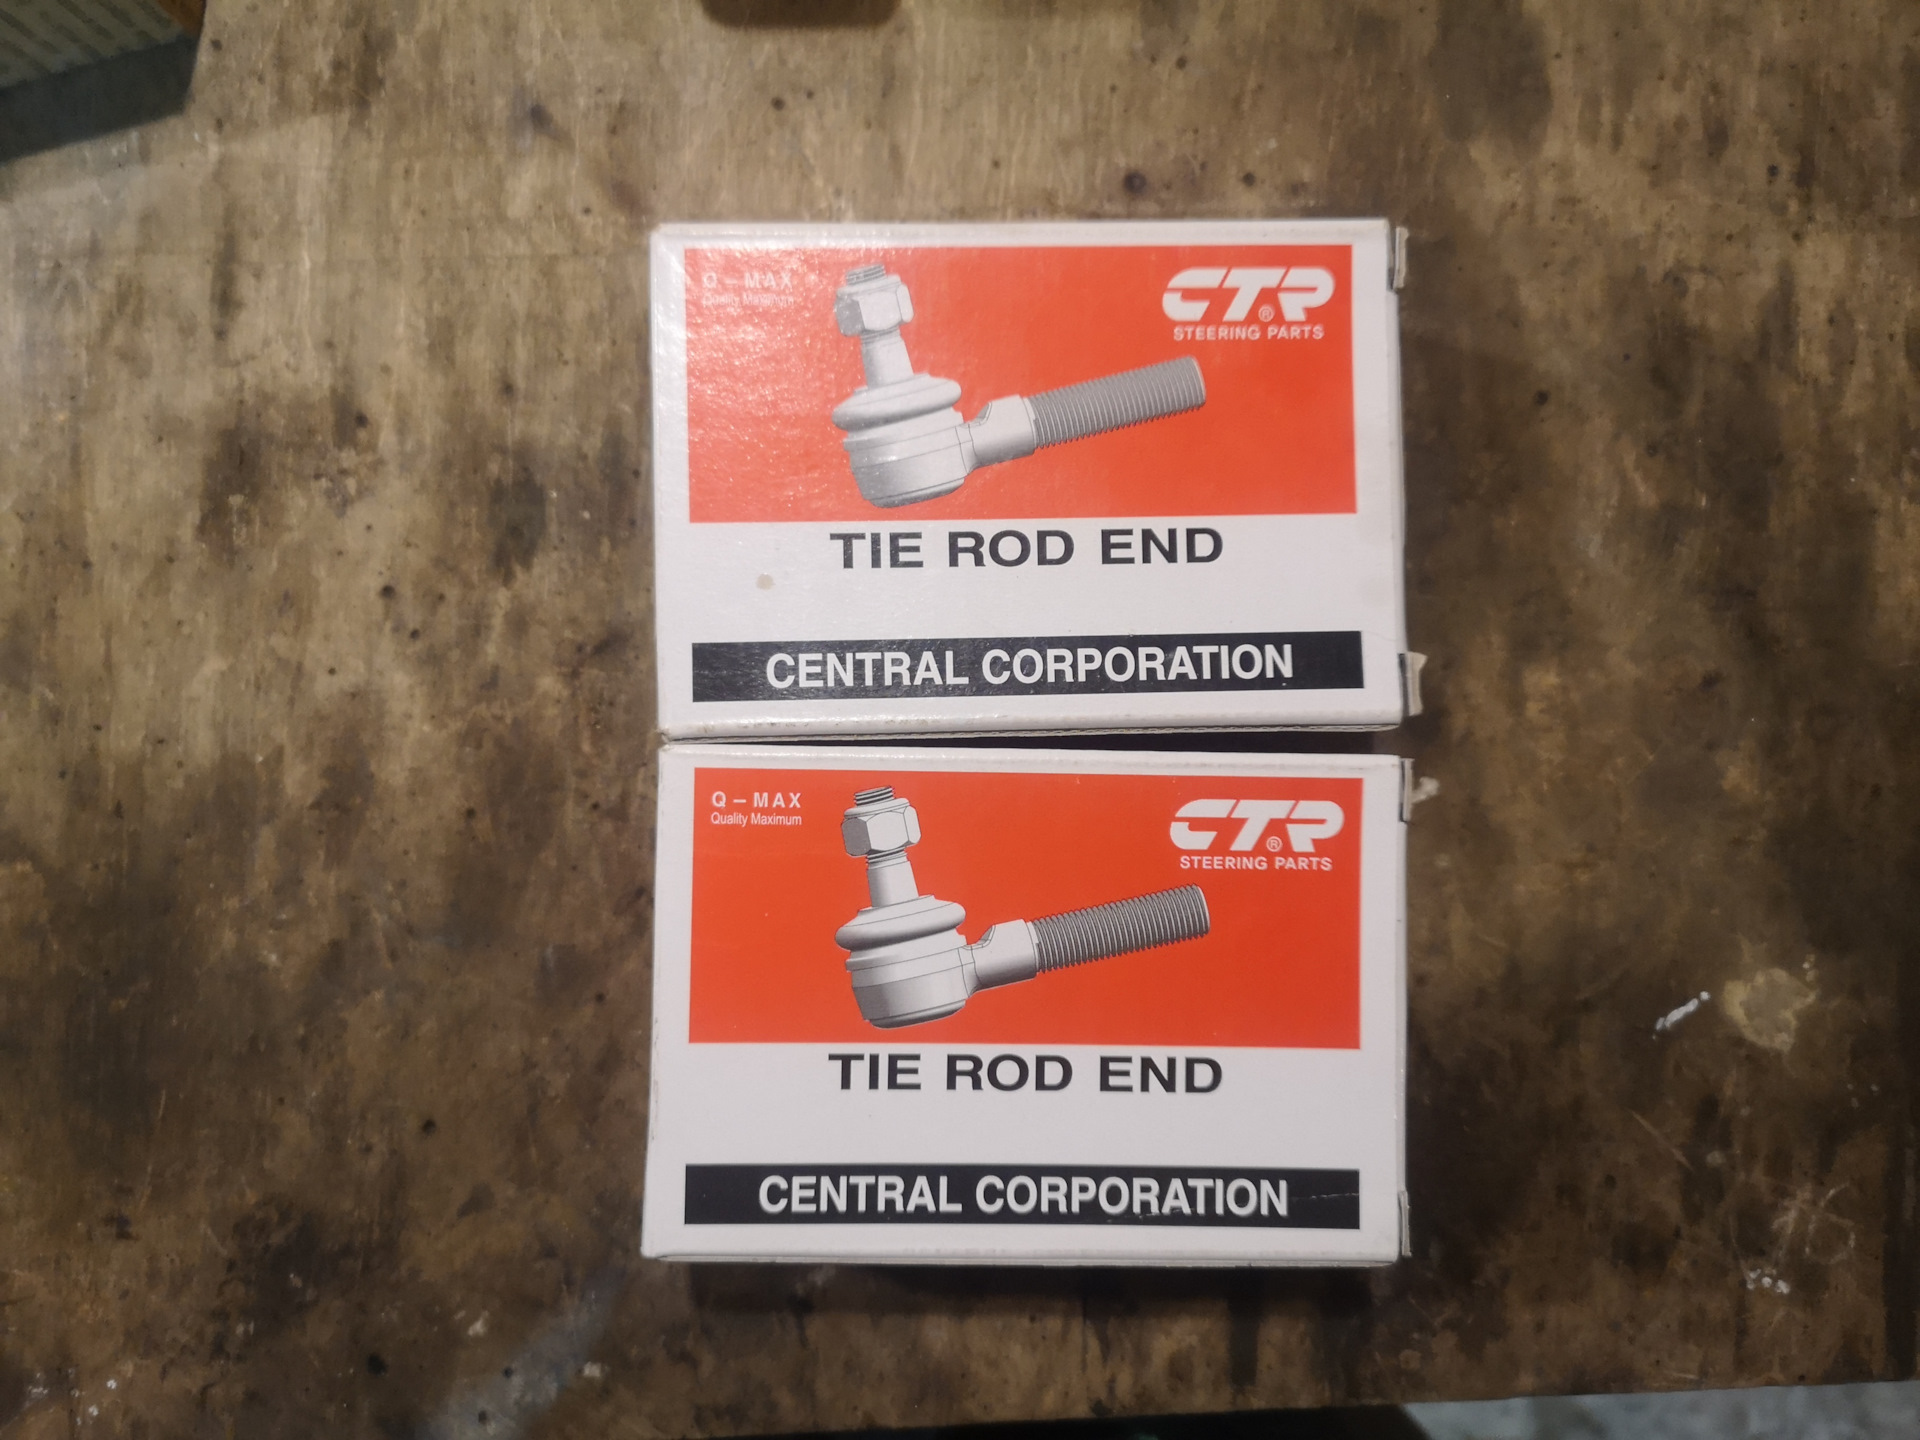 Q – MAX
Quality Maximum
CTR®
STEERING PARTS
TIE ROD END
CENTRAL CORPORATION
Q – MAX
Quality Maximum
CTR®
STEERING PARTS
TIE ROD END
CENTRAL CORPORATION